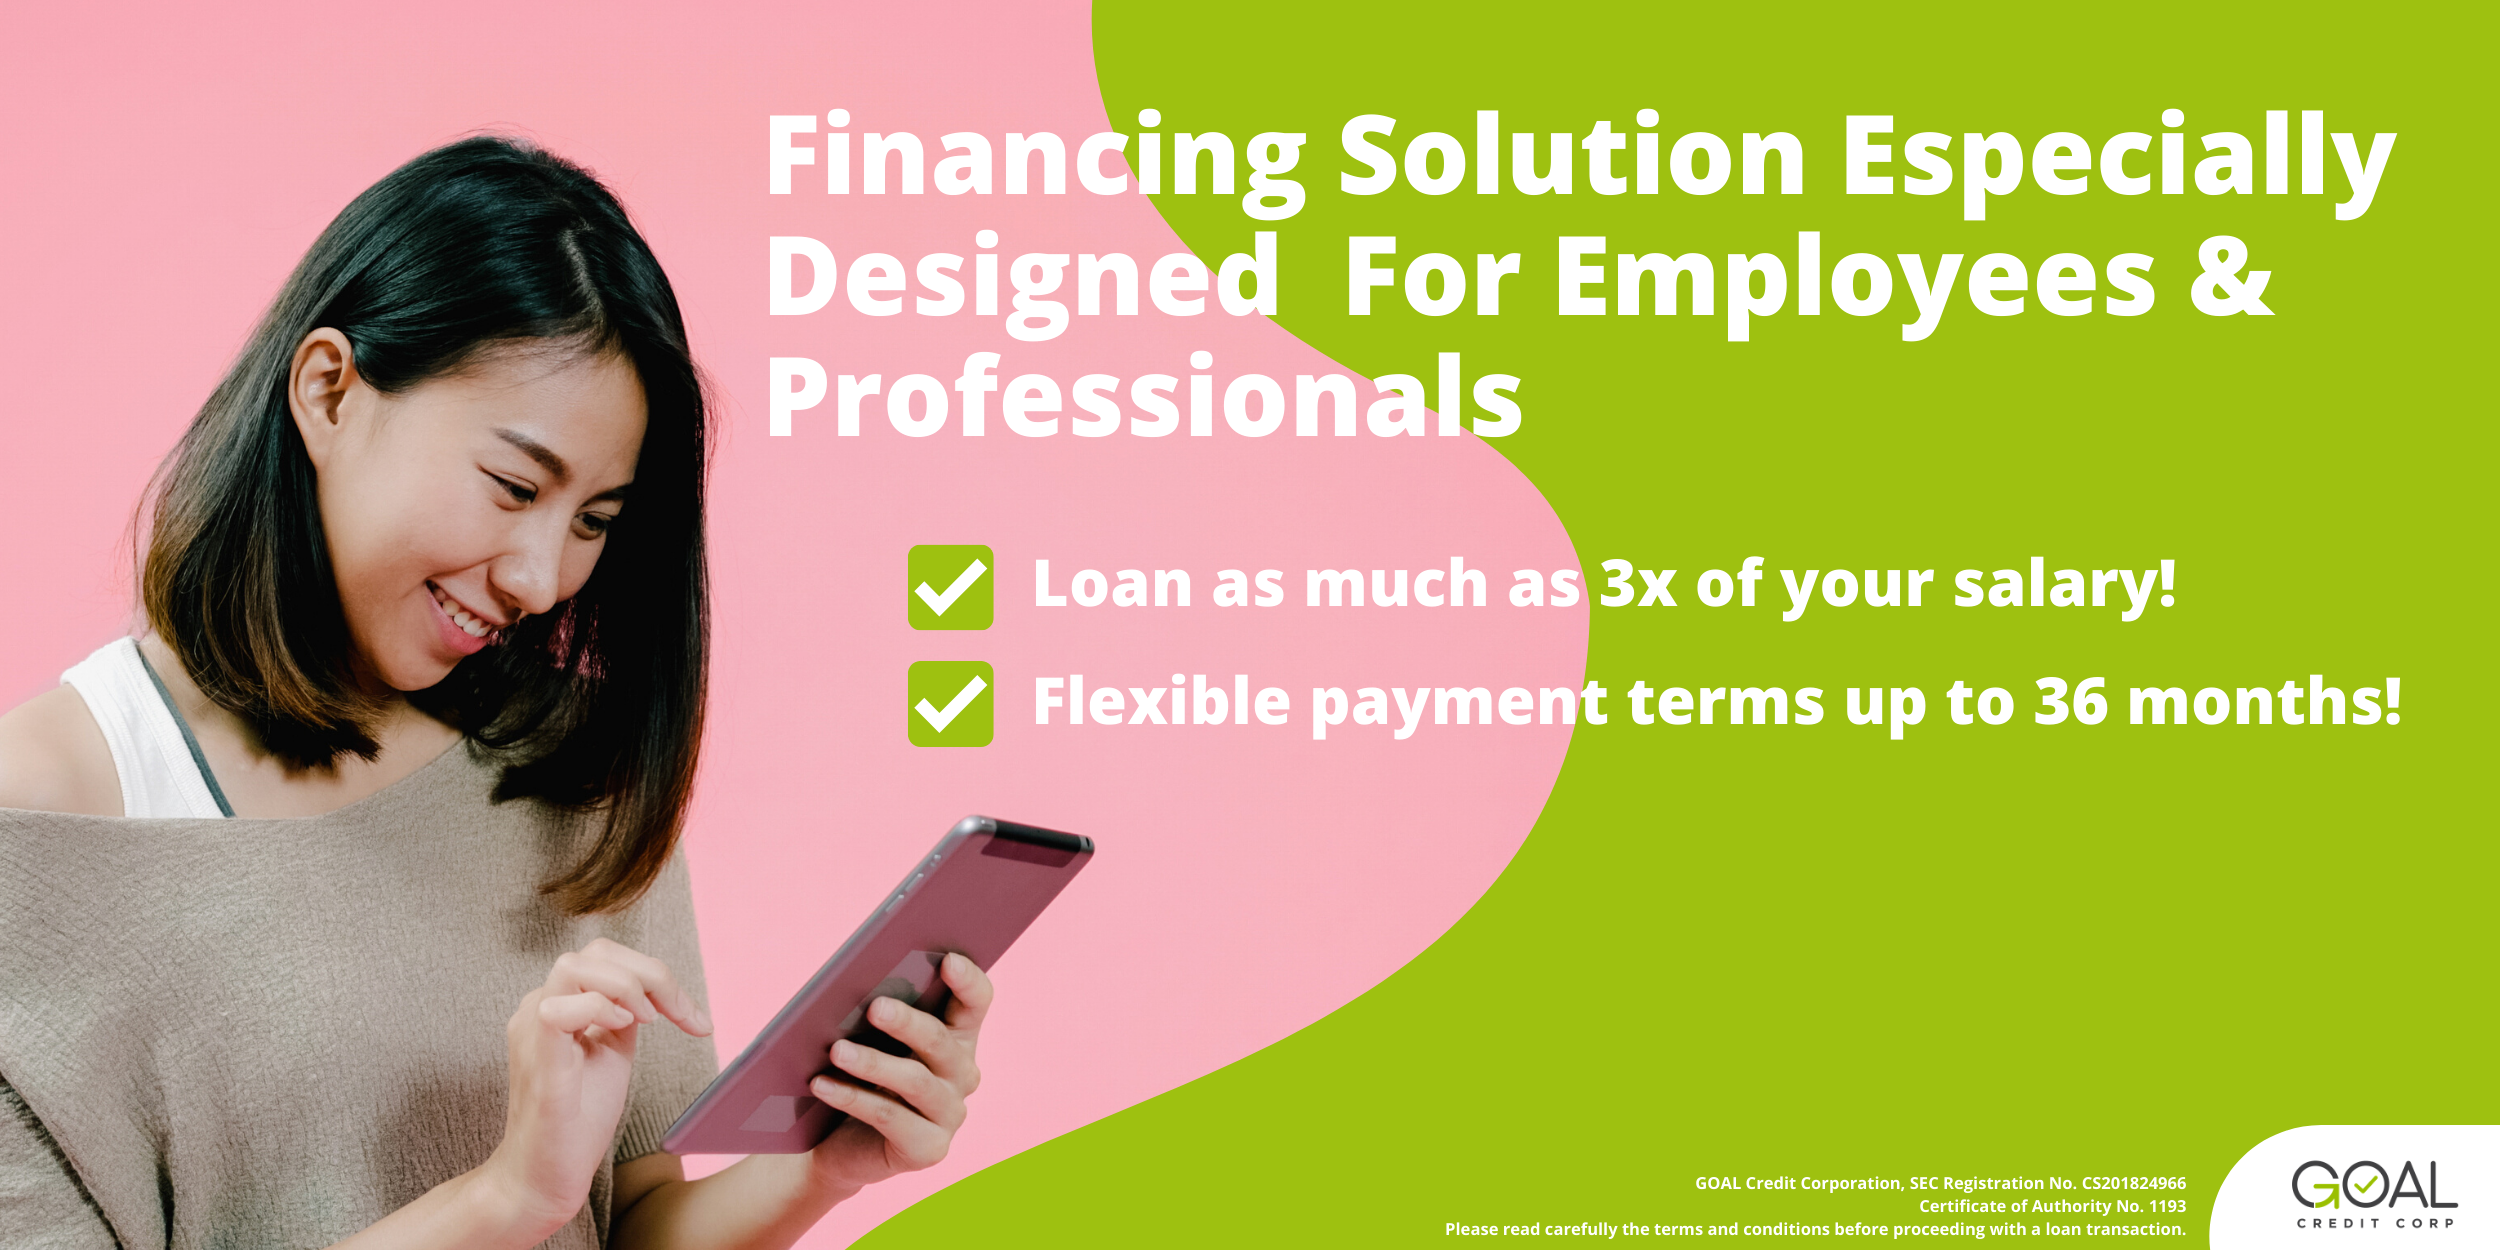 Financing Solution Especially
Designed For Employees &
Professionals
Loan as much as 3x of your salary!
Flexible payment terms up to 36 months!
GOAL Credit Corporation, SEC Registration No. CS201824966
Certificate of Authority No. 1193
Please read carefully the terms and conditions before proceeding with a loan transaction.
GOAL
CREDIT CORP